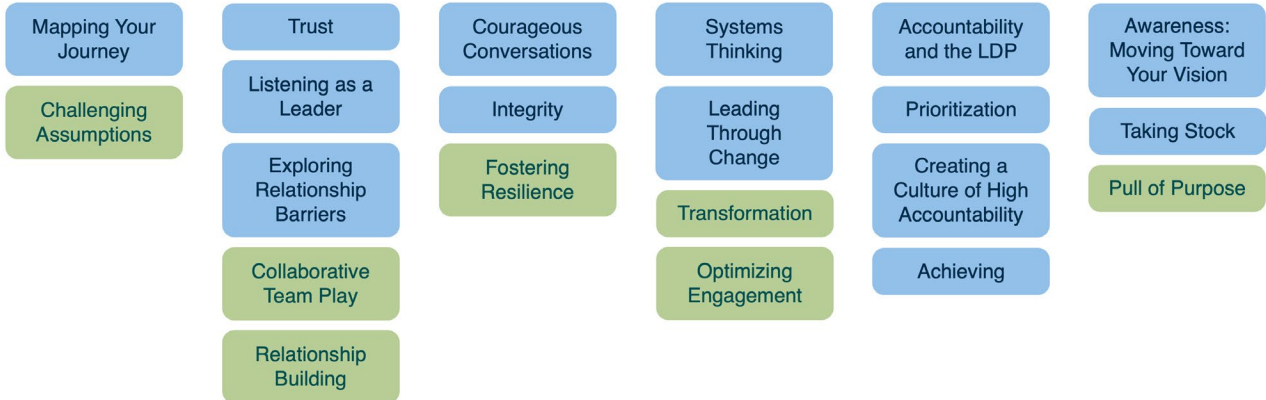 Mapping Your
Journey
Challenging
Assumptions
Trust
Listening as a
Leader
Exploring
Relationship
Barriers
Collaborative
Team Play
Relationship
Building
Courageous
Conversations
Integrity
Fostering
Resilience
Systems
Thinking
Leading
Through
Change
Transformation
Optimizing
Engagement
Accountability
and the LDP
Prioritization
Creating a
Culture of High
Accountability
Achieving
Awareness:
Moving Toward
Your Vision
Taking Stock
Pull of Purpose